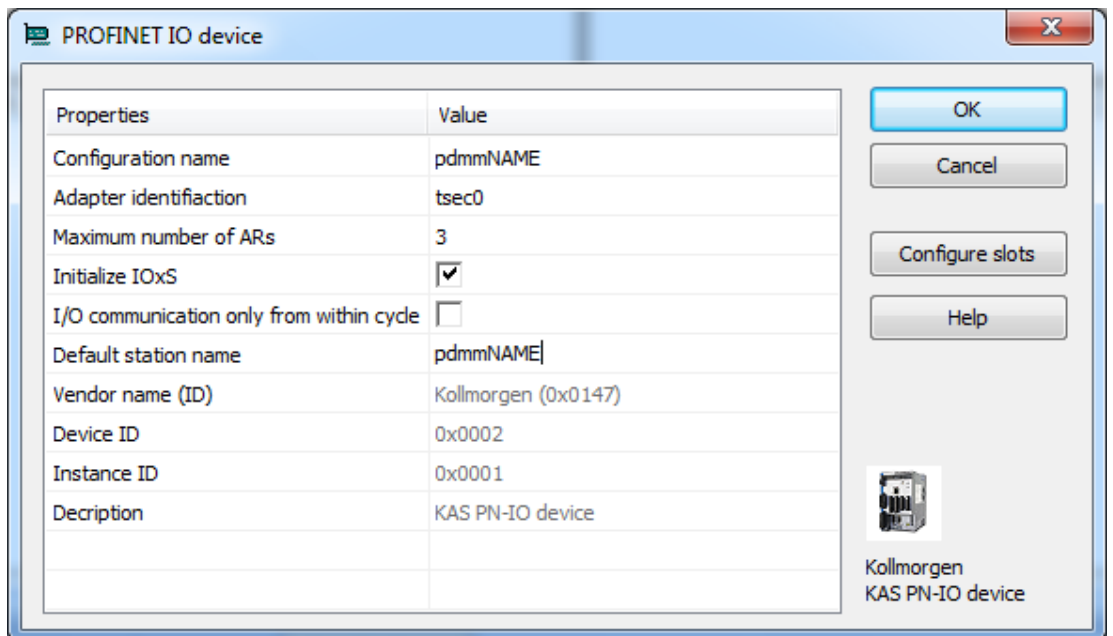 PROFINET IO device
Properties Value
Configuration name pdmmNAME
Adapter identifiaction tsec0
Maximum number of ARs 3
Initialize IOxS
I/O communication only from within cycle
Default station name pdmmNAME
Vendor name (ID) Kollmorgen (0x0147)
Device ID 0x0002
Instance ID 0x0001
Decription KAS PN-IO device
OK
Cancel
Configure slots
Help
Kollmorgen
KAS PN-IO device